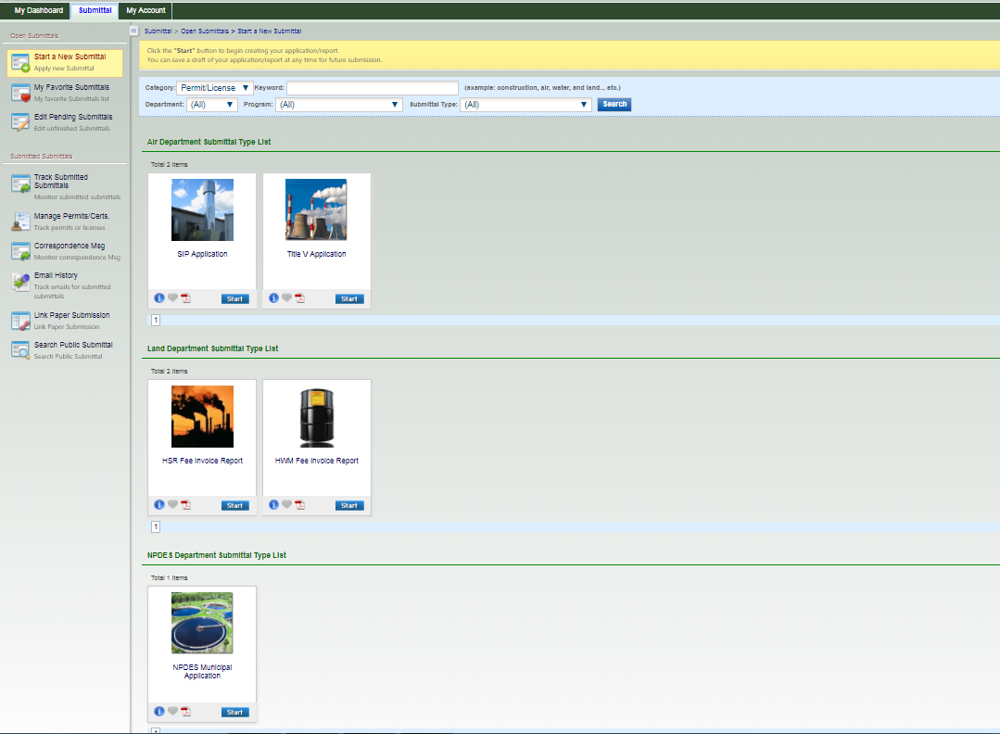 My Dashboard Submittal My Account
Open Submittals
Start a New Submittal
Apply new Submittal
My Favorite Submittals
My favorite Submittals list
Edit Pending Submittals
Edit unfinished Submittals
Submitted Submittals
Track Submitted
Submittals
Monitor submitted submittals
Manage Permits/Certs.
Track permits or licenses
Correspondence Msg
Monitor correspondence Msg
Email History
Track emails for submitted
submittals
Link Paper Submission
Link Paper Submission
Search Public Submittal
Search Public Submittal
Submittal > Open Submittals > Start a New Submittal
Click the "Start" button to begin creating your application/report.
You can save a draft of your application/report at any time for future submission.
Category: Permit/License Keyword: (example: construction, air, water, and land... etc.)
Department: (All) Program: (All) Submittal Type: (All) Search
Air Department Submittal Type List
Total 2 Items
SIP Application Title V Application
Start Start
1
Land Department Submittal Type List
Total 2 Items
HSR Fee Invoice Report HWM Fee Invoice Report
Start Start
1
NPDES Department Submittal Type List
Total 1 Items
NPDES Municipal
Application
Start
1